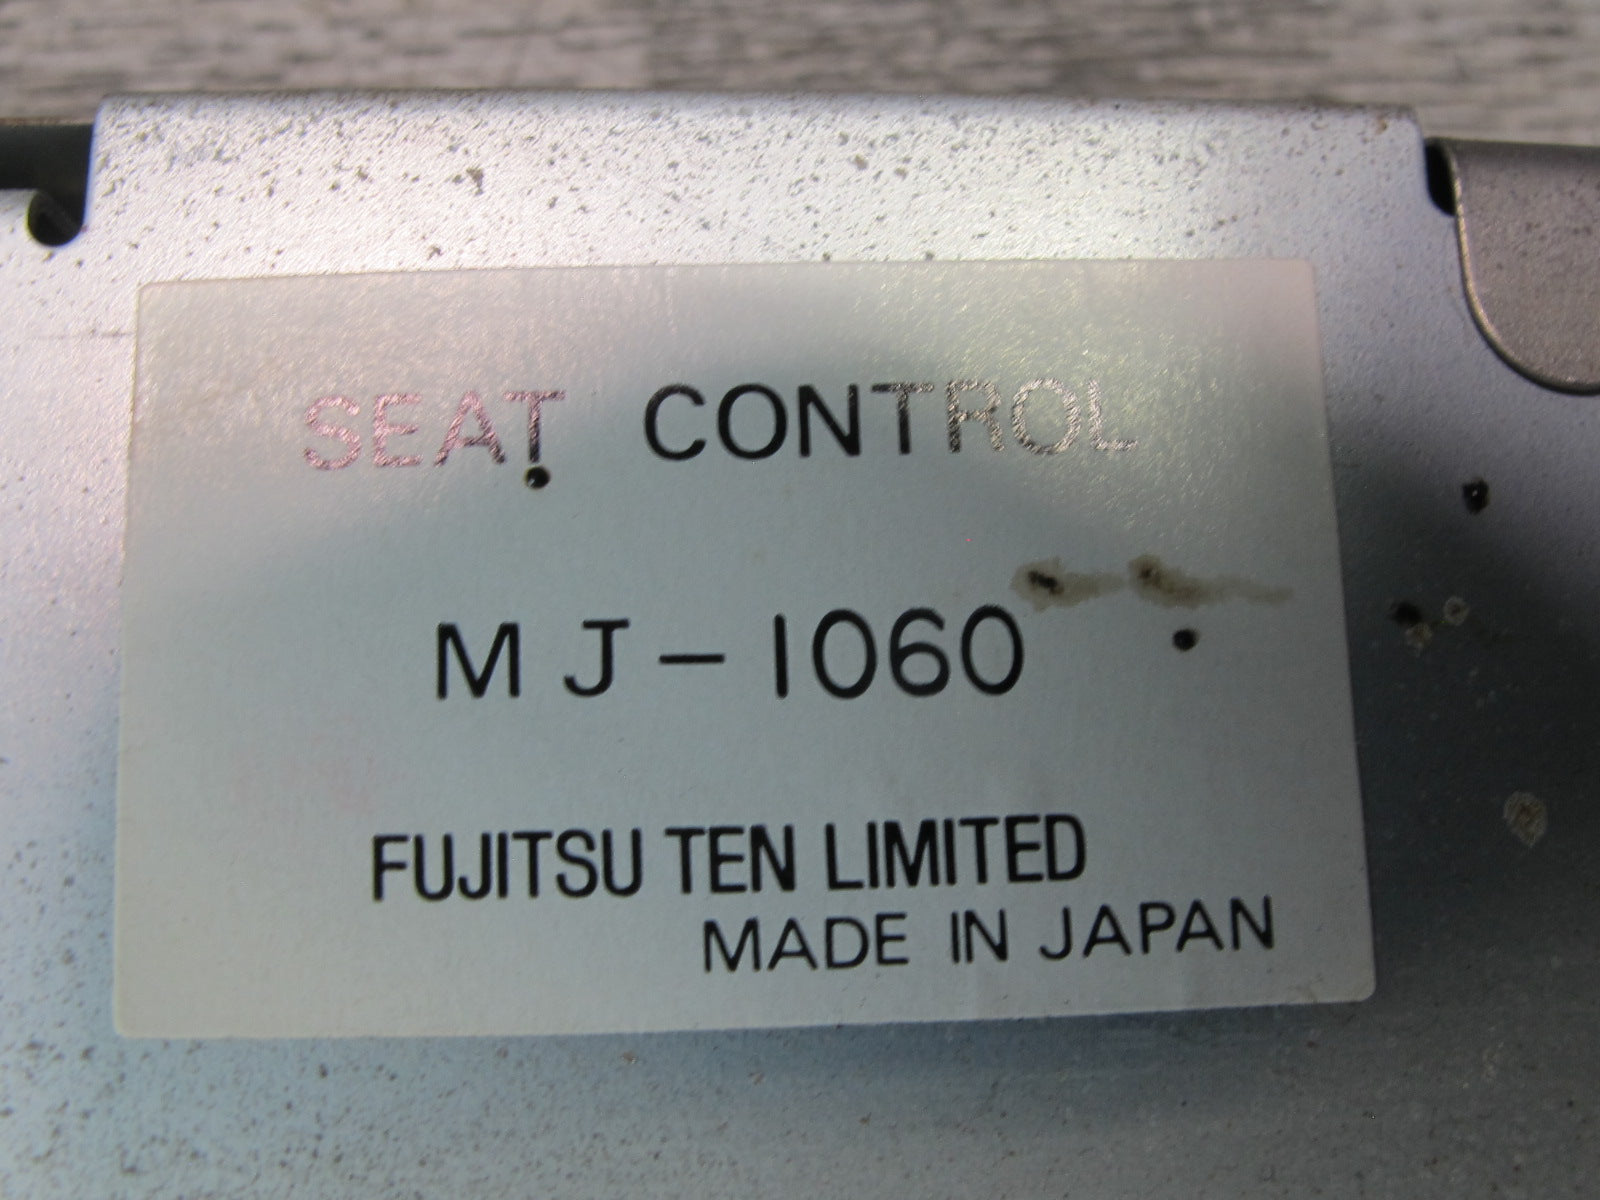 SEAT CONTROL
MJ-1060
FUJITSU TEN LIMITED
MADE IN JAPAN